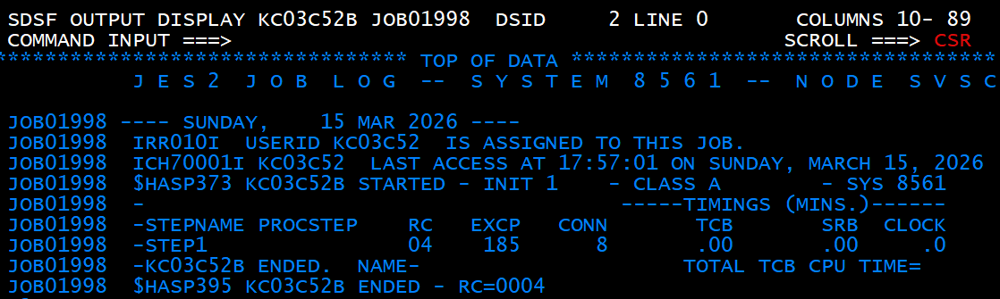 SDSF OUTPUT DISPLAY KC03C52B JOB01998  DSID     2 LINE 0       COLUMNS 10- 89
COMMAND INPUT ===>                                            SCROLL ===> CSR
********************************* TOP OF DATA **********************************
          J E S 2  J O B  L O G  --  S Y S T E M  8 5 6 1  --  N O D E  S V S C
JOB01998 ---- SUNDAY,    15 MAR 2026 ----
JOB01998  IRR010I  USERID KC03C52  IS ASSIGNED TO THIS JOB.
JOB01998  ICH70001I KC03C52  LAST ACCESS AT 17:57:01 ON SUNDAY, MARCH 15, 2026
JOB01998  $HASP373 KC03C52B STARTED - INIT 1    - CLASS A        - SYS 8561
JOB01998  -                                      -----TIMINGS (MINS.)------
JOB01998  -STEPNAME PROCSTEP    RC   EXCP   CONN       TCB       SRB  CLOCK
JOB01998  -STEP1                04    185      8       .00       .00     .0
JOB01998  -KC03C52B ENDED.  NAME-                     TOTAL TCB CPU TIME=
JOB01998  $HASP395 KC03C52B ENDED - RC=0004